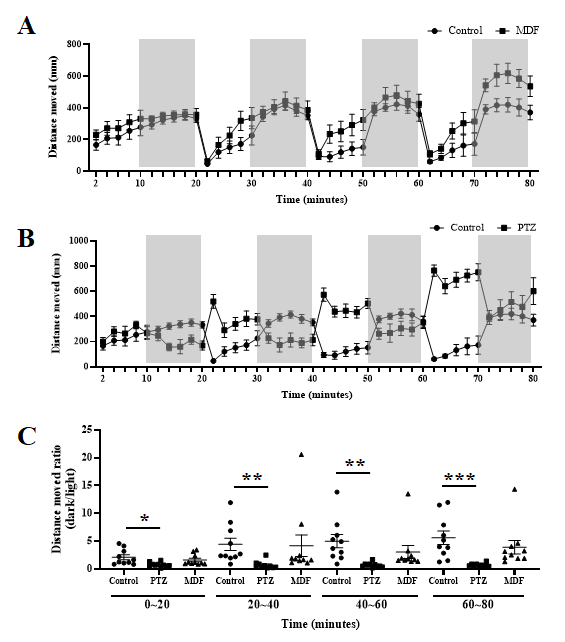 A
Control MDF
Distance moved (mm)
800
600
400
200
0
2 10 20 30 40 50 60 70 80
Time (minutes)
B
Control PTZ
Distance moved (mm)
1000
800
600
400
200
0
2 10 20 30 40 50 60 70 80
Time (minutes)
C
Distance moved ratio
(dark/light)
25
20
15
10
5
0
* ** ** ***
Control PTZ MDF Control PTZ MDF Control PTZ MDF Control PTZ MDF
0~20 20~40 40~60 60~80
Time (minutes)